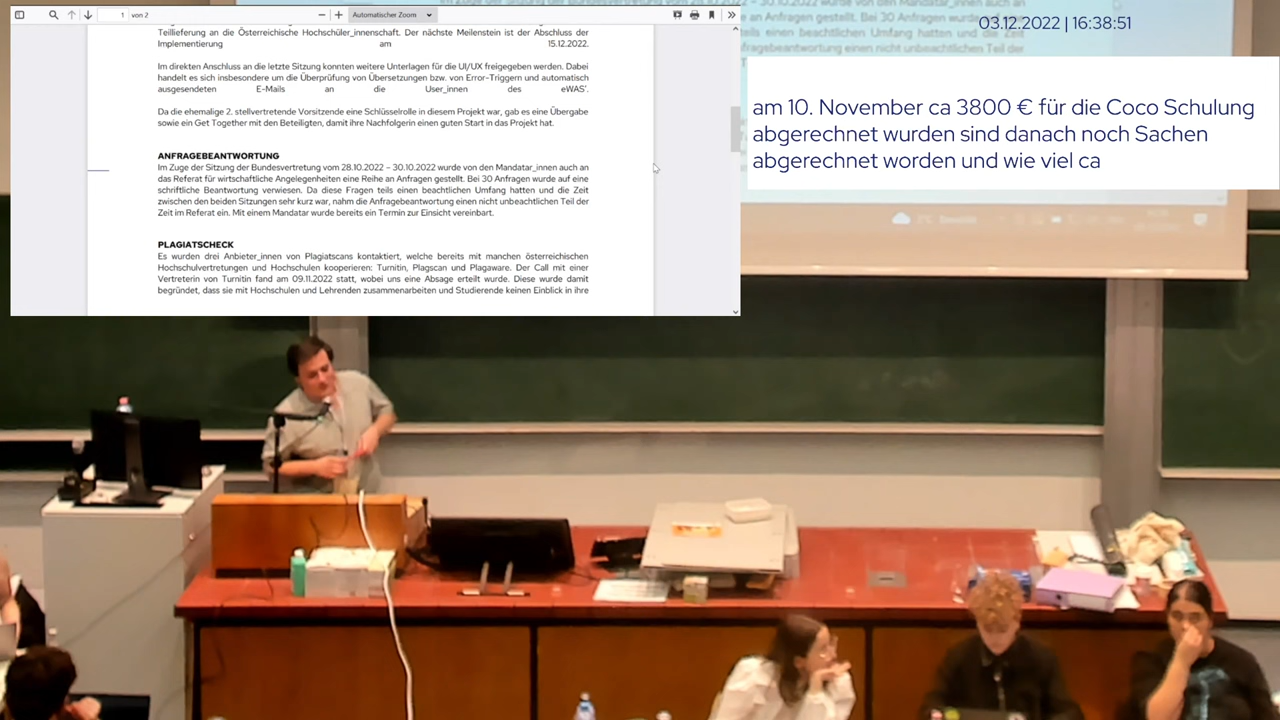 1 von 2
Automatischer Zoom
Teillieferung an die Österreichische Hochschüler_innenschaft. Der nächste Meilenstein ist der Abschluss der
Implementierung am 15.12.2022.
Im direkten Anschluss an die letzte Sitzung konnten weitere Unterlagen für die UI/UX freigegeben werden. Dabei
handelt es sich insbesondere um die Überprüfung von Übersetzungen bzw. von Error-Triggern und automatisch
ausgesendeten E-Mails an die User_innen des eWAS'.
Da die ehemalige 2. stellvertretende Vorsitzende eine Schlüsselrolle in diesem Projekt war, gab es eine Übergabe
sowie ein Get Together mit den Beteiligten, damit ihre Nachfolgerin einen guten Start in das Projekt hat.
ANFRAGEBEANTWORTUNG
Im Zuge der Sitzung der Bundesvertretung vom 28.10.2022 – 30.10.2022 wurde von den Mandatar_innen auch an
das Referat für wirtschaftliche Angelegenheiten eine Reihe an Anfragen gestellt. Bei 30 Anfragen wurde auf eine
schriftliche Beantwortung verwiesen. Da diese Fragen teils einen beachtlichen Umfang hatten und die Zeit
zwischen den beiden Sitzungen sehr kurz war, nahm die Anfragebeantwortung einen nicht unbeachtlichen Teil der
Zeit im Referat ein. Mit einem Mandatar wurde bereits ein Termin zur Einsicht vereinbart.
PLAGIATSCHECK
Es wurden drei Anbieter_innen von Plagiatscans kontaktiert, welche bereits mit manchen österreichischen
Hochschulvertretungen und Hochschulen kooperieren: Turnitin, Plagscan und Plagaware. Der Call mit einer
Vertreterin von Turnitin fand am 09.11.2022 statt, wobei uns eine Absage erteilt wurde. Diese wurde damit
begründet, dass sie mit Hochschulen und Lehrenden zusammenarbeiten und Studierende keinen Einblick in ihre
03.12.2022 | 16:38:51
am 10. November ca 3800 € für die Coco Schulung
abgerechnet wurden sind danach noch Sachen
abgerechnet worden und wie viel ca